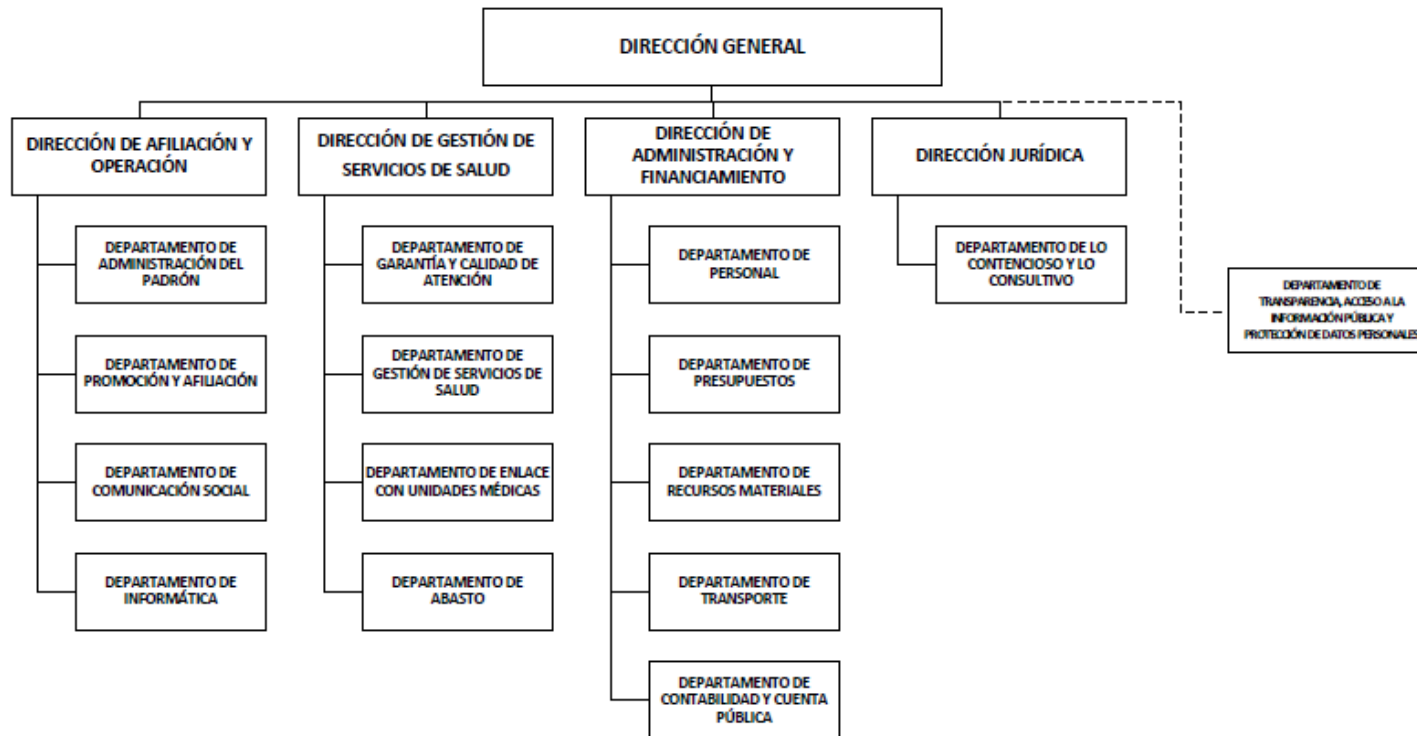 DIRECCIÓN GENERAL
DIRECCIÓN DE AFILIACIÓN Y
OPERACIÓN
DIRECCIÓN DE GESTIÓN DE
SERVICIOS DE SALUD
DIRECCIÓN DE
ADMINISTRACIÓN Y
FINANCIAMIENTO
DIRECCIÓN JURÍDICA
DEPARTAMENTO DE
ADMINISTRACIÓN DEL
PADRÓN
DEPARTAMENTO DE
PROMOCIÓN Y AFILIACIÓN
DEPARTAMENTO DE
COMUNICACIÓN SOCIAL
DEPARTAMENTO DE
INFORMÁTICA
DEPARTAMENTO DE
GARANTÍA Y CALIDAD DE
ATENCIÓN
DEPARTAMENTO DE
GESTIÓN DE SERVICIOS DE
SALUD
DEPARTAMENTO DE ENLACE
CON UNIDADES MÉDICAS
DEPARTAMENTO DE
ABASTO
DEPARTAMENTO DE
PERSONAL
DEPARTAMENTO DE
PRESUPUESTOS
DEPARTAMENTO DE
RECURSOS MATERIALES
DEPARTAMENTO DE
TRANSPORTE
DEPARTAMENTO DE
CONTABILIDAD Y CUENTA
PÚBLICA
DEPARTAMENTO DE LO
CONTENCIOSO Y LO
CONSULTIVO
DEPARTAMENTO DE
TRANSPARENCIA, ACCESO A LA
INFORMACIÓN PÚBLICA Y
PROTECCIÓN DE DATOS PERSONALES